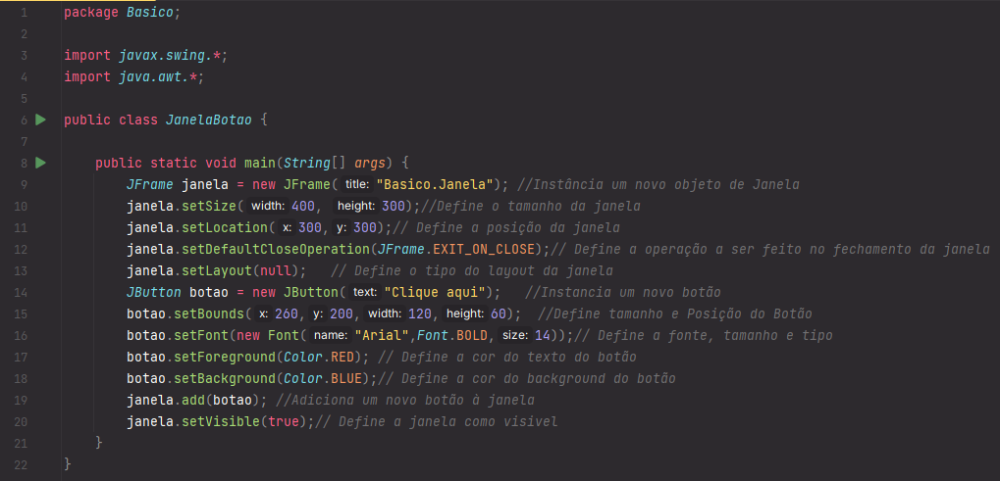 1 package Basico;
2
3 import javax.swing.*;
4 import java.awt.*;
5
6 public class JanelaBotao {
7
8 public static void main(String[] args) {
9 JFrame janela = new JFrame( title: "Basico.Janela"); //Instância um novo objeto de Janela
10 janela.setSize( width: 400, height: 300);//Define o tamanho da janela
11 janela.setLocation( x: 300, y: 300);// Define a posição da janela
12 janela.setDefaultCloseOperation(JFrame.EXIT_ON_CLOSE);// Define a operação a ser feito no fechamento da janela
13 janela.setLayout(null);   // Define o tipo do layout da janela
14 JButton botao = new JButton( text: "Clique aqui");   //Instancia um novo botão
15 botao.setBounds( x: 260, y: 200, width: 120, height: 60);  //Define tamanho e Posição do Botão
16 botao.setFont(new Font( name: "Arial",Font.BOLD, size: 14));// Define a fonte, tamanho e tipo
17 botao.setForeground(Color.RED); // Define a cor do texto do botão
18 botao.setBackground(Color.BLUE);// Define a cor do background do botão
19 janela.add(botao); //Adiciona um novo botão à janela
20 janela.setVisible(true);// Define a janela como visivel
21 }
22 }